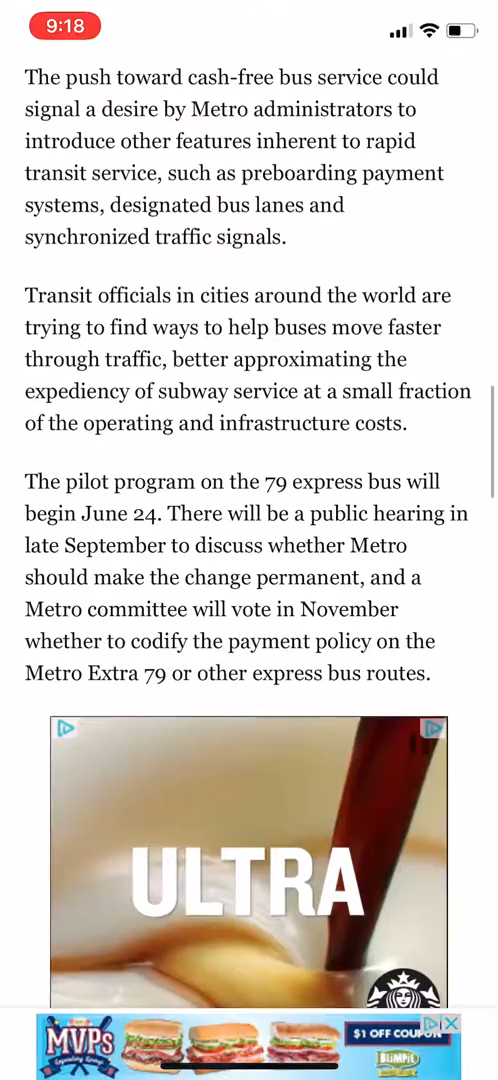 9:18
The push toward cash-free bus service could
signal a desire by Metro administrators to
introduce other features inherent to rapid
transit service, such as preboarding payment
systems, designated bus lanes and
synchronized traffic signals.
Transit officials in cities around the world are
trying to find ways to help buses move faster
through traffic, better approximating the
expediency of subway service at a small fraction
of the operating and infrastructure costs.
The pilot program on the 79 express bus will
begin June 24. There will be a public hearing in
late September to discuss whether Metro
should make the change permanent, and a
Metro committee will vote in November
whether to codify the payment policy on the
Metro Extra 79 or other express bus routes.
ULTRA
MVPs
$1 OFF COUPON
BLIMPIE